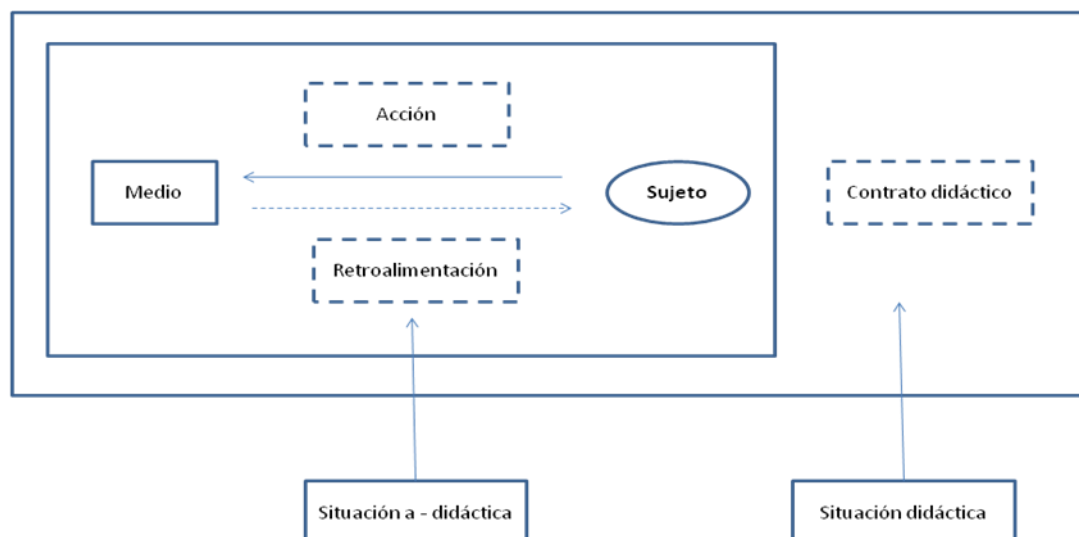 Acción
Medio
Sujeto
Contrato didáctico
Retroalimentación
Situación a - didáctica
Situación didáctica